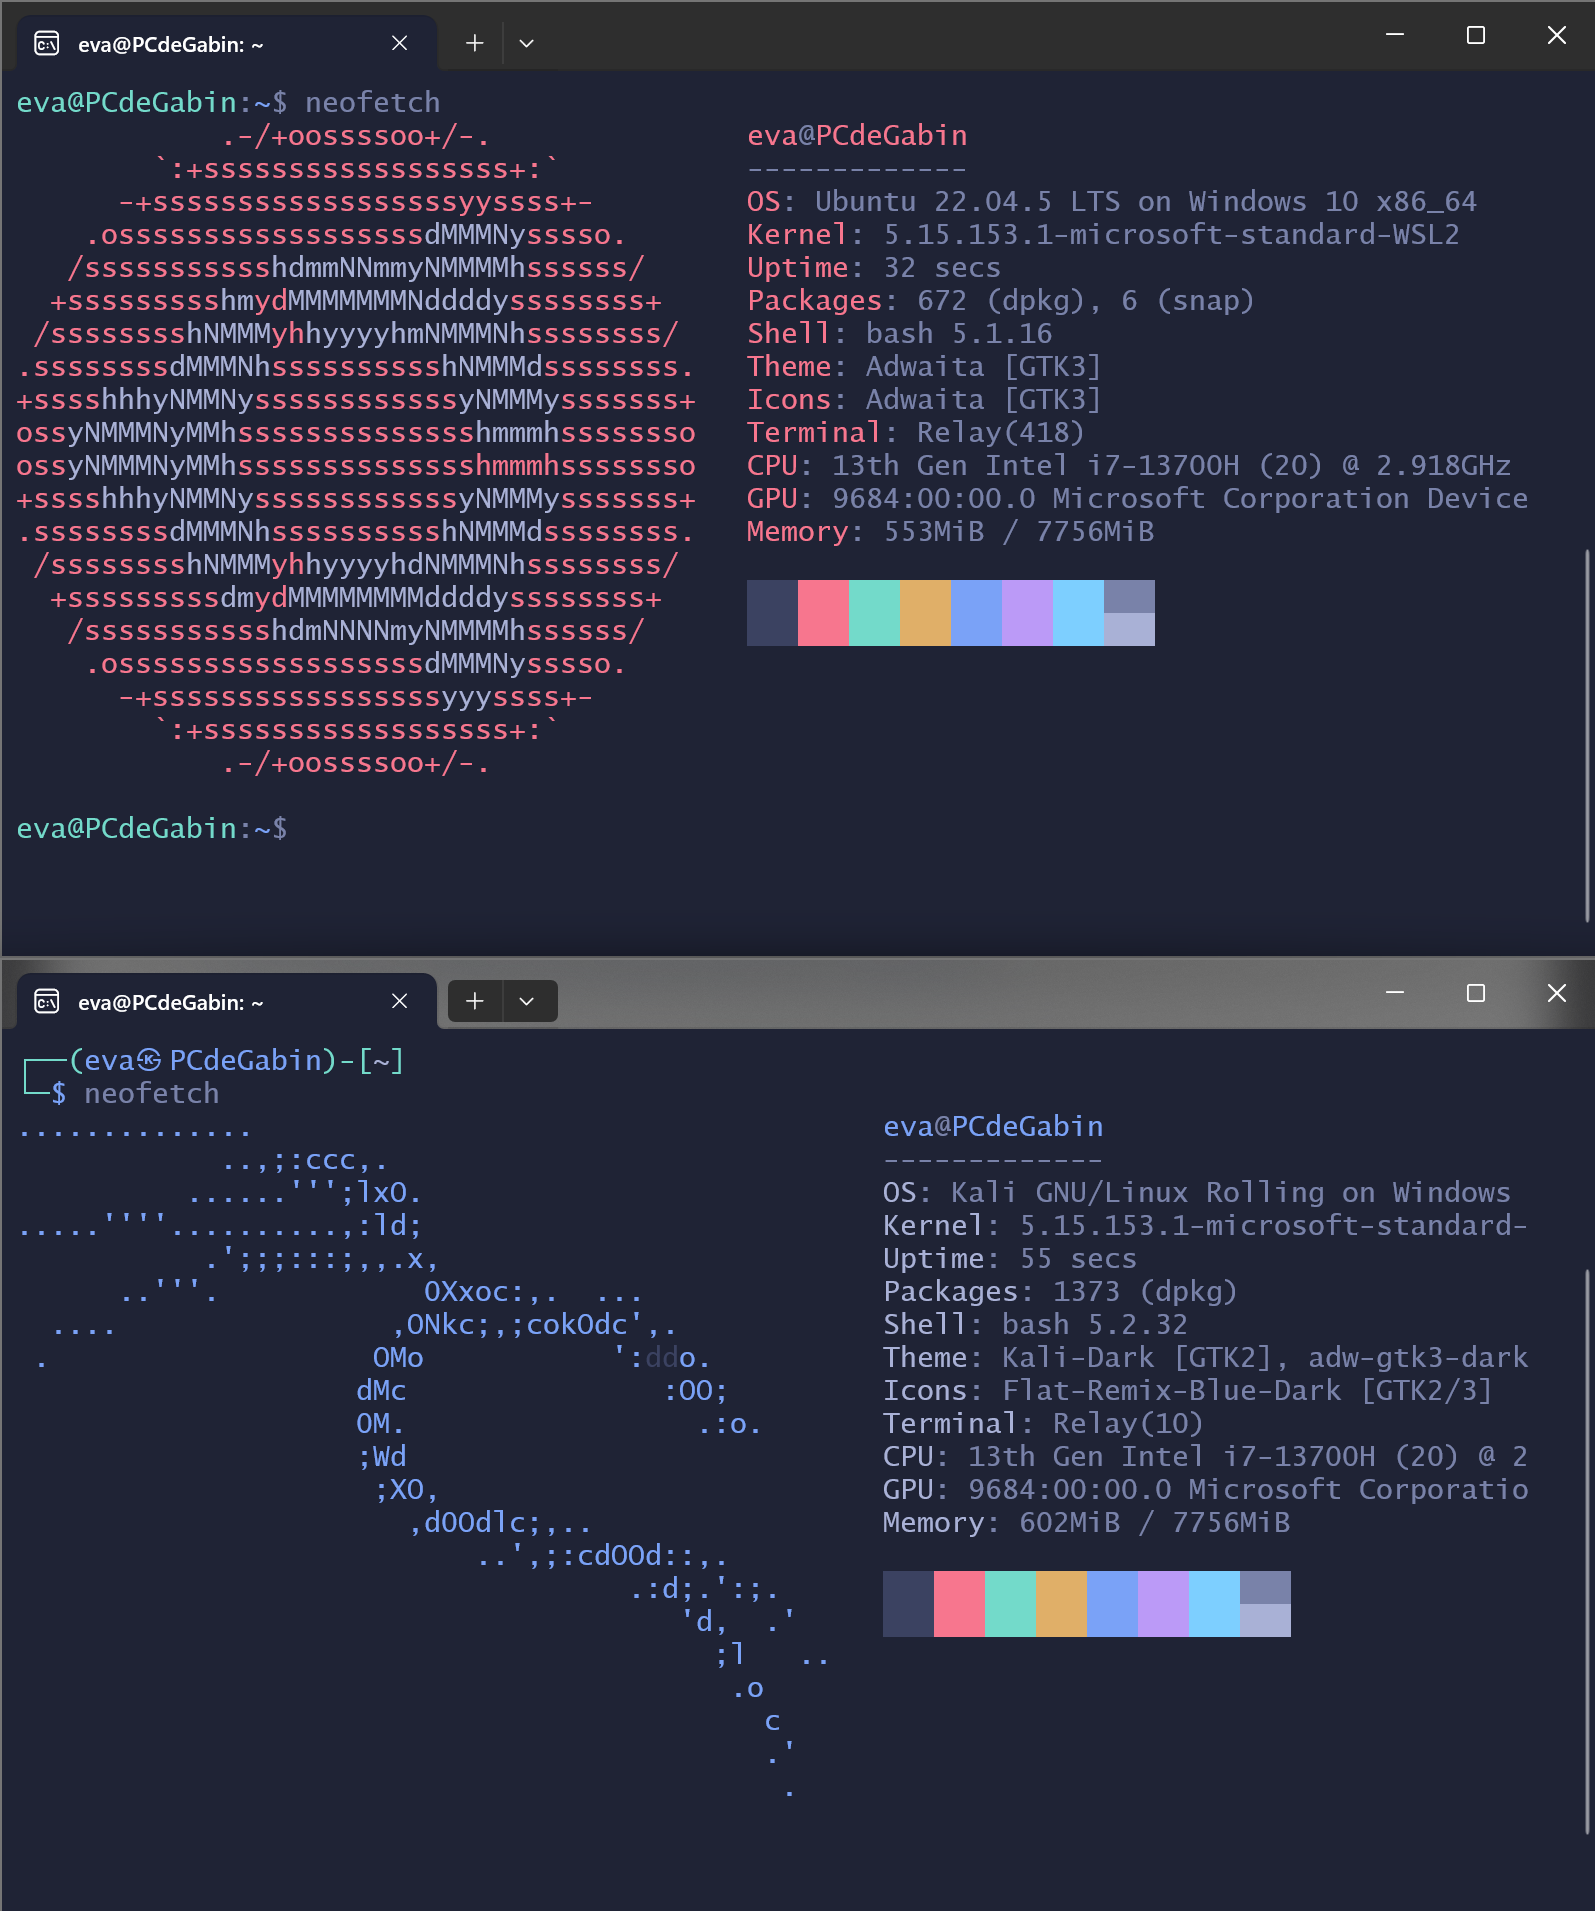 eva@PCdeGabin: ~
eva@PCdeGabin:~$ neofetch
.-/+oossssoo+/-.
`:+ssssssssssssssssss+:`
-+ssssssssssssssssssyyssss+-
.ossssssssssssssssssdMMMNysssso.
/ssssssssssshdmmNNmmyNMMMMhssssss/
+ssssssssshmydMMMMMMMNddddyssssssss+
/sssssssshNMMMyhhyyyyhmNMMMNhssssssss/
.ssssssssdMMMNhsssssssssshNMMMdssssssss.
+sssshhhyNMMNyssssssssssssyNMMMysssssss+
ossyNMMMNyMMhsssssssssssssshmmmhssssssso
ossyNMMMNyMMhsssssssssssssshmmmhssssssso
+sssshhhyNMMNyssssssssssssyNMMMysssssss+
.ssssssssdMMMNhsssssssssshNMMMdssssssss.
/sssssssshNMMMyhhyyyyhdNMMMNhssssssss/
+sssssssssdmydMMMMMMMMddddyssssssss+
/ssssssssssshdmNNNNmyNMMMMhssssss/
.ossssssssssssssssssdMMMNysssso.
-+sssssssssssssssssyyyssss+-
`:+ssssssssssssssssss+:`
.-/+oossssoo+/-.
eva@PCdeGabin
-------------
OS: Ubuntu 22.04.5 LTS on Windows 10 x86_64
Kernel: 5.15.153.1-microsoft-standard-WSL2
Uptime: 32 secs
Packages: 672 (dpkg), 6 (snap)
Shell: bash 5.1.16
Theme: Adwaita [GTK3]
Icons: Adwaita [GTK3]
Terminal: Relay(418)
CPU: 13th Gen Intel i7-13700H (20) @ 2.918GHz
GPU: 9684:00:00.0 Microsoft Corporation Device
Memory: 553MiB / 7756MiB
eva@PCdeGabin:~$
eva@PCdeGabin: ~
┌──(eva㉿PCdeGabin)-[~]
└─$ neofetch
..............
..,;:ccc,.
......''';lxO.
.....''''..........,:ld;
.';;;:::;,,.x,
..'''. OXxoc:,. ...
.... ,ONkc;,;cokOdc',.
. OMo ':ddo.
dMc :OO;
OM. .:o.
;Wd
;XO,
,dOOdlc;,..
..',;:cdOOd::,.
.:d;.':;.
'd, .'
;l ..
.o
c
.'
.
eva@PCdeGabin
-------------
OS: Kali GNU/Linux Rolling on Windows
Kernel: 5.15.153.1-microsoft-standard-
Uptime: 55 secs
Packages: 1373 (dpkg)
Shell: bash 5.2.32
Theme: Kali-Dark [GTK2], adw-gtk3-dark
Icons: Flat-Remix-Blue-Dark [GTK2/3]
Terminal: Relay(10)
CPU: 13th Gen Intel i7-13700H (20) @ 2
GPU: 9684:00:00.0 Microsoft Corporatio
Memory: 602MiB / 7756MiB